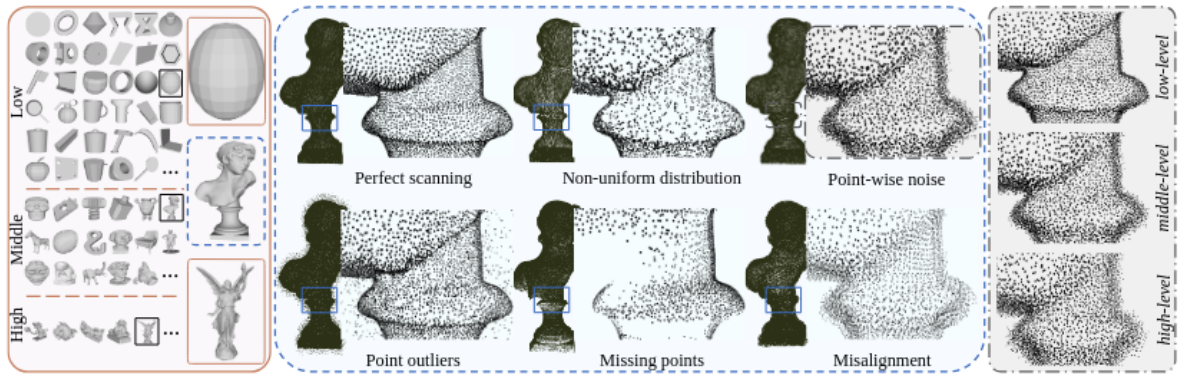 Low
Middle
High
Perfect scanning
Non-uniform distribution
Point-wise noise
Point outliers
Missing points
Misalignment
low-level
middle-level
high-level